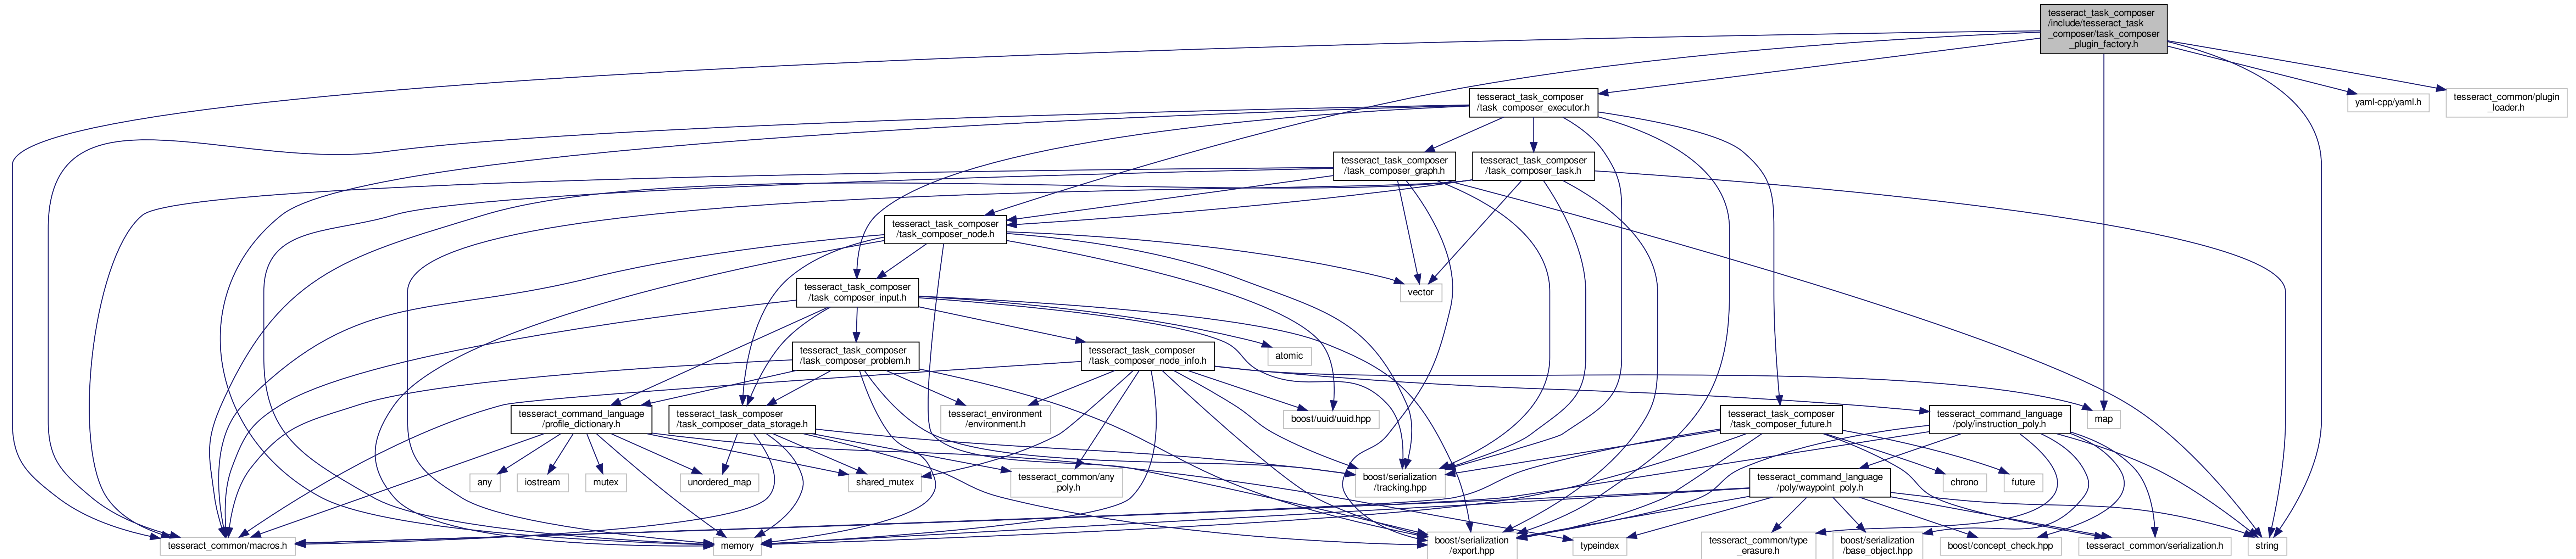 tesseract_task_composer
/include/tesseract_task
_composer/task_composer
_plugin_factory.h
tesseract_task_composer
/task_composer_executor.h
yaml-cpp/yaml.h
tesseract_common/plugin
_loader.h
tesseract_task_composer
/task_composer_graph.h
tesseract_task_composer
/task_composer_task.h
tesseract_task_composer
/task_composer_node.h
tesseract_task_composer
/task_composer_input.h
vector
tesseract_task_composer
/task_composer_problem.h
tesseract_task_composer
/task_composer_node_info.h
atomic
tesseract_command_language
/profile_dictionary.h
tesseract_task_composer
/task_composer_data_storage.h
tesseract_environment
/environment.h
boost/uuid/uuid.hpp
tesseract_task_composer
/task_composer_future.h
tesseract_command_language
/poly/instruction_poly.h
map
any
iostream
mutex
unordered_map
shared_mutex
tesseract_common/any
_poly.h
boost/serialization
/tracking.hpp
tesseract_command_language
/poly/waypoint_poly.h
chrono
future
tesseract_common/macros.h
memory
boost/serialization
/export.hpp
typeindex
tesseract_common/type
_erasure.h
boost/serialization
/base_object.hpp
boost/concept_check.hpp
tesseract_common/serialization.h
string